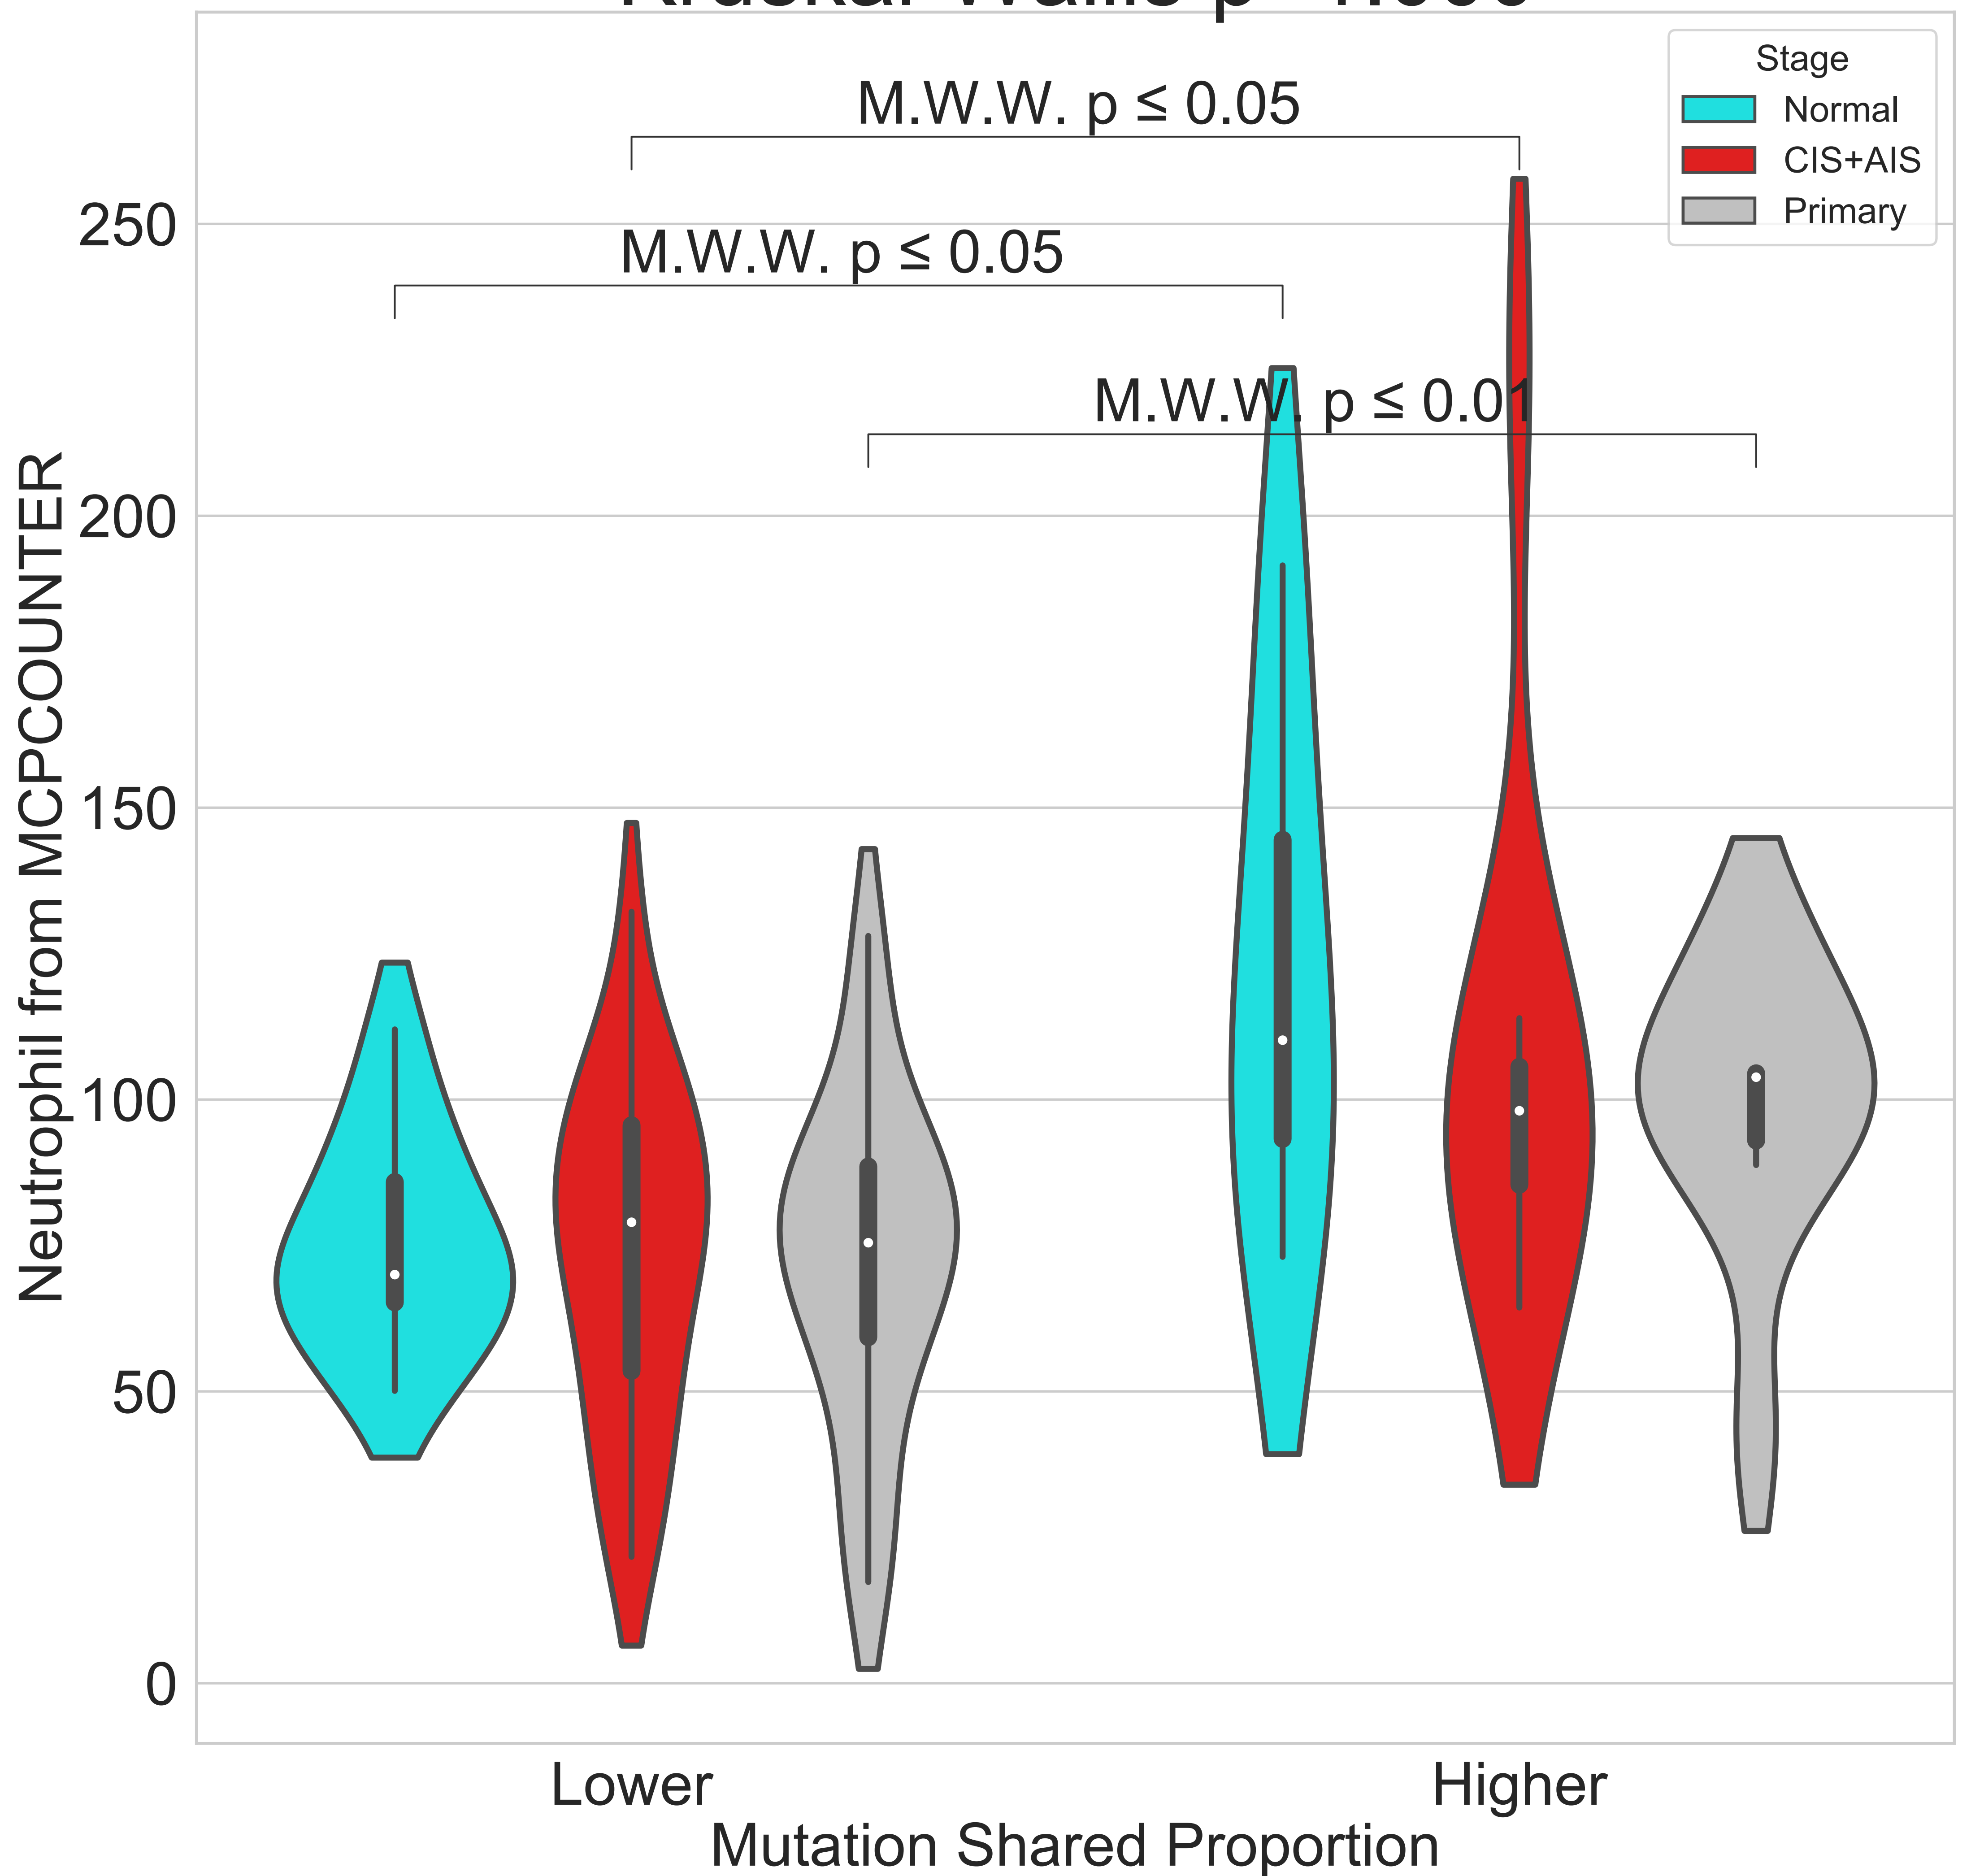 Stage
Normal
CIS+AIS
Primary
M.W.W. p ≤ 0.05
M.W.W. p ≤ 0.05
M.W.W. p ≤ 0.01
Neutrophil from MCPCOUNTER
250
200
150
100
50
0
Lower
Higher
Mutation Shared Proportion